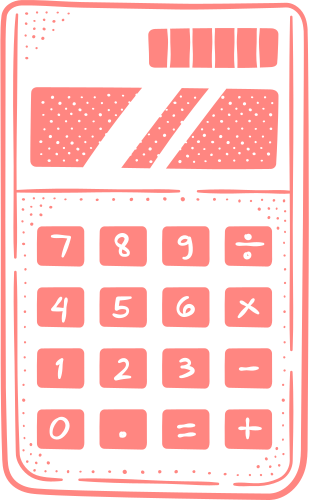 7 8 9 ÷
4 5 6 ×
1 2 3 −
0 . = +